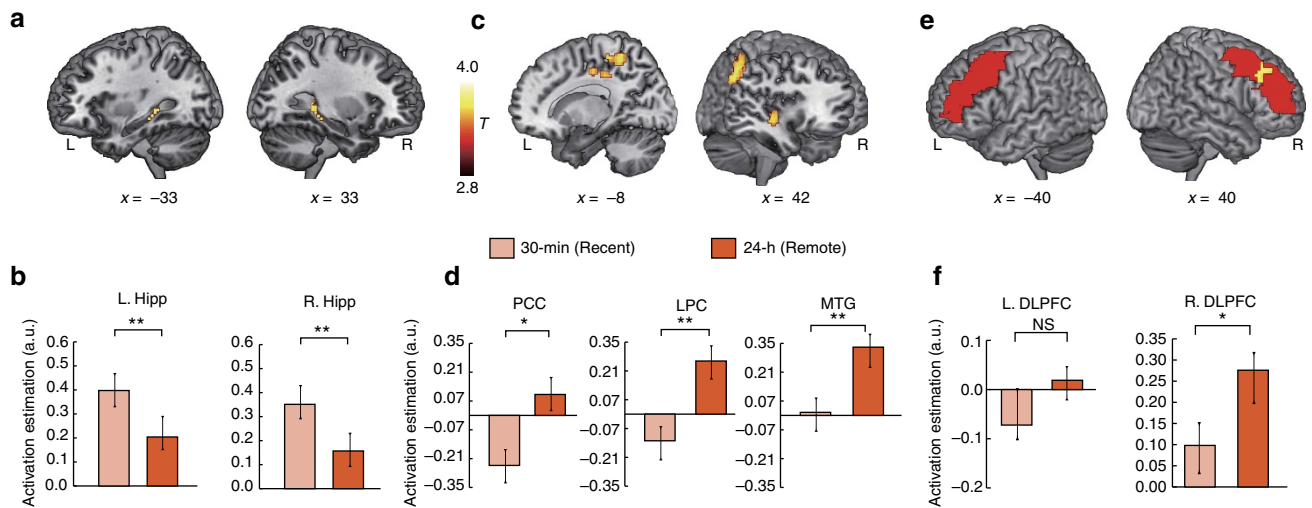 a
L
R
x = –33
x = 33
4.0
T
2.8
c
L
R
x = –8
x = 42
e
L
R
x = –40
x = 40
30-min (Recent)
24-h (Remote)
b
Activation estimation (a.u.)
L. Hipp
**
0.6
0.5
0.4
0.3
0.2
0.1
0.0
R. Hipp
**
0.6
0.5
0.4
0.3
0.2
0.1
0.0
d
Activation estimation (a.u.)
PCC
*
0.35
0.21
0.07
–0.07
–0.21
–0.35
LPC
**
0.35
0.21
0.07
–0.07
–0.21
–0.35
MTG
**
0.35
0.21
0.07
–0.07
–0.21
–0.35
f
Activation estimation (a.u.)
L. DLPFC
NS
0.1
0.0
–0.1
–0.2
R. DLPFC
*
0.35
0.30
0.25
0.20
0.15
0.10
0.05
0.00